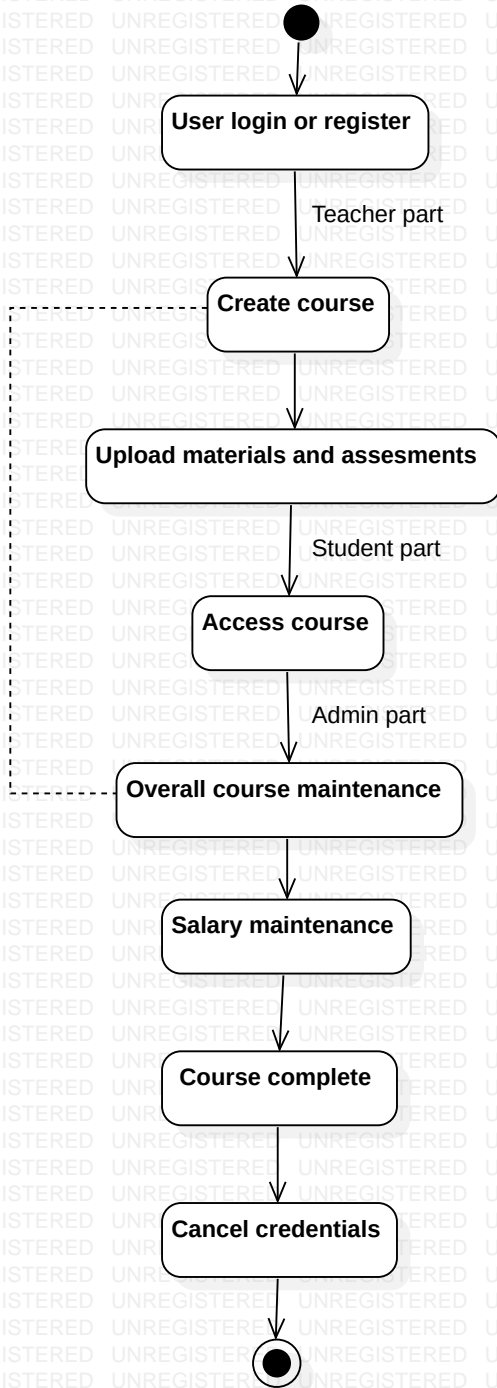 User login or register
Teacher part
Create course
Upload materials and assesments
Student part
Access course
Admin part
Overall course maintenance
Salary maintenance
Course complete
Cancel credentials
UNREGISTERED